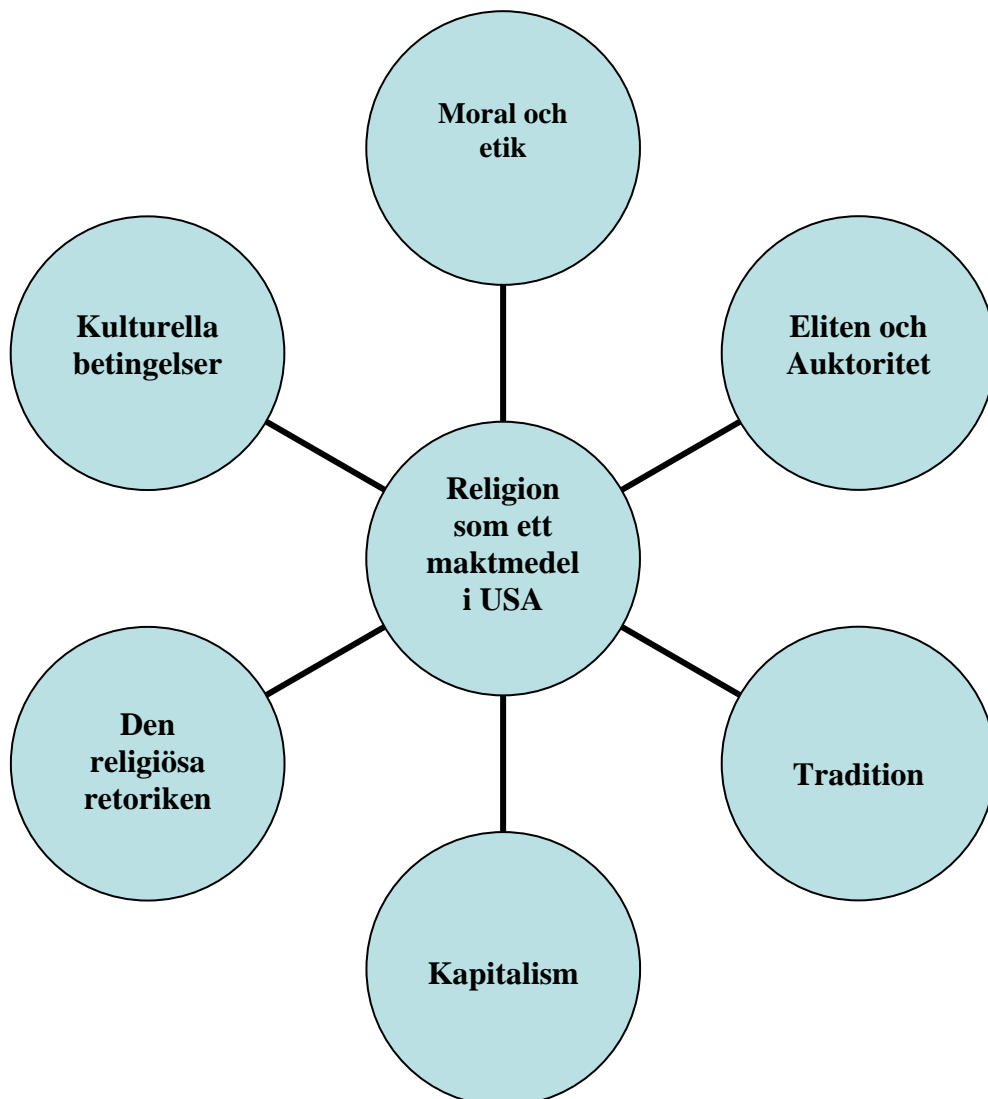 Moral och
etik
Kulturella
betingelser
Eliten och
Auktoritet
Religion
som ett
maktmedel
i USA
Den
religiösa
retoriken
Tradition
Kapitalism